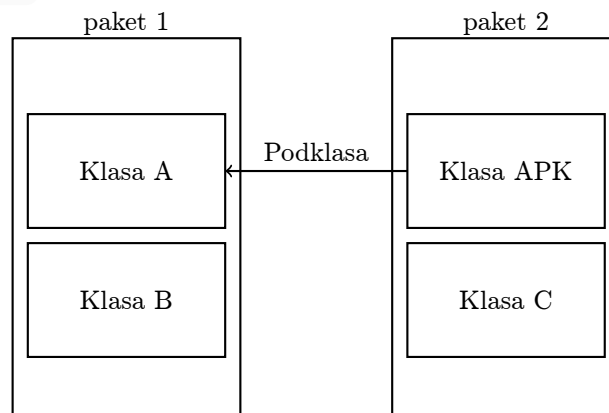 paket 1
paket 2
Klasa A
Podklasa
Klasa APK
Klasa B
Klasa C